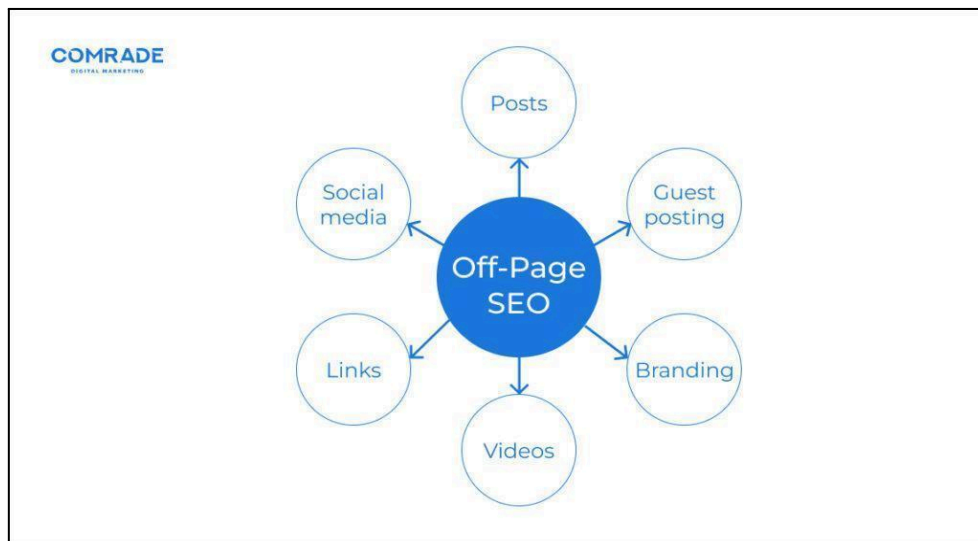 COMRADE
DIGITAL MARKETING
Posts
Social
media
Guest
posting
Off-Page
SEO
Links
Branding
Videos